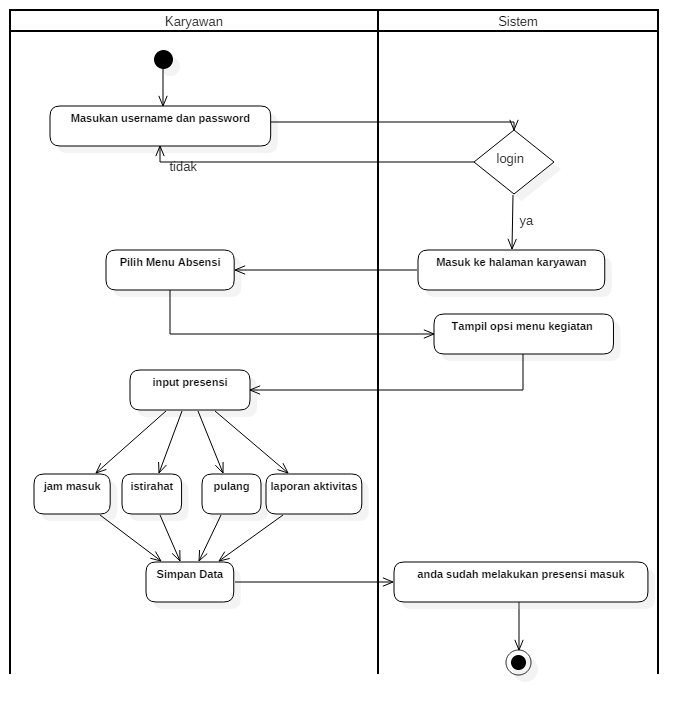 Karyawan
Sistem
Masukan username dan password
login
tidak
ya
Pilih Menu Absensi
Masuk ke halaman karyawan
Tampil opsi menu kegiatan
input presensi
jam masuk
istirahat
pulang
laporan aktivitas
Simpan Data
anda sudah melakukan presensi masuk